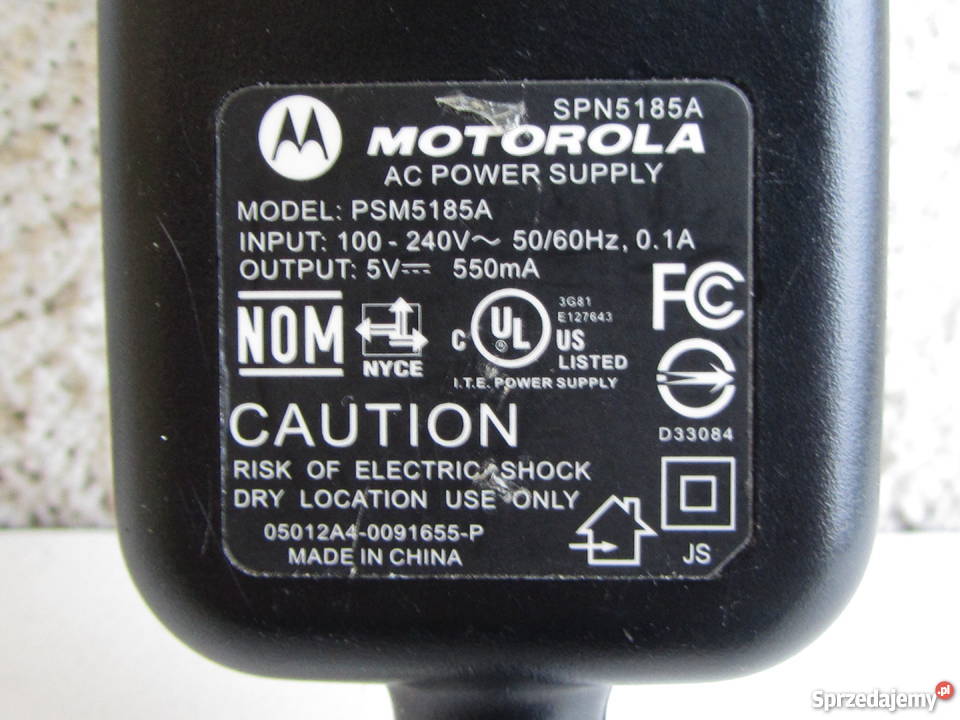 SPN5185A
MOTOROLA
AC POWER SUPPLY
MODEL: PSM5185A
INPUT: 100 - 240V~ 50/60Hz, 0.1A
OUTPUT: 5V⎓ 550mA
FC
NOM
NYCE
C UL® US
3G81
E127643
LISTED
I.T.E. POWER SUPPLY
D33084
CAUTION
RISK OF ELECTRIC SHOCK
DRY LOCATION USE ONLY
05012A4-0091655-P
MADE IN CHINA
JS
Sprzedajemy.pl